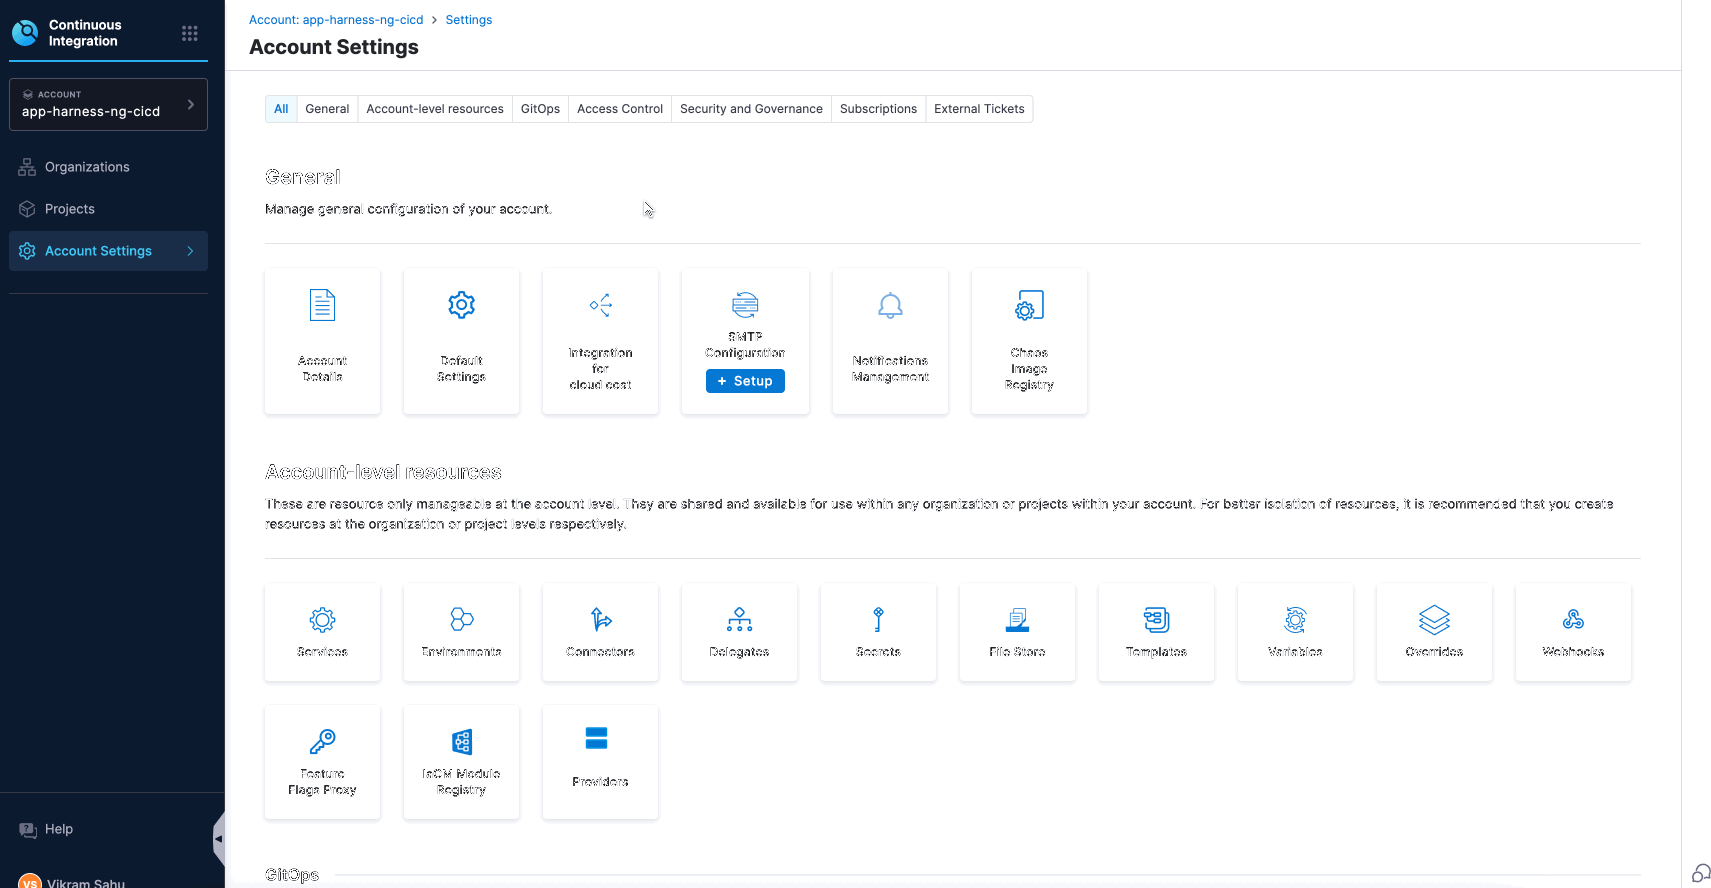 Continuous
Integration
ACCOUNT
app-harness-ng-cicd
Organizations
Projects
Account Settings
Help
VS Vikram Sahu
Account: app-harness-ng-cicd > Settings
Account Settings
All General Account-level resources GitOps Access Control Security and Governance Subscriptions External Tickets
General
Manage general configuration of your account.
Account
Details
Default
Settings
Integration
for
cloud cost
SMTP
Configuration
+ Setup
Notifications
Management
Chaos
Image
Registry
Account-level resources
These are resource only manageable at the account level. They are shared and available for use within any organization or projects within your account. For better isolation of resources, it is recommended that you create
resources at the organization or project levels respectively.
Services
Environments
Connectors
Delegates
Secrets
File Store
Templates
Variables
Overrides
Webhooks
Feature
Flags Proxy
IaCM Module
Registry
Providers
GitOps